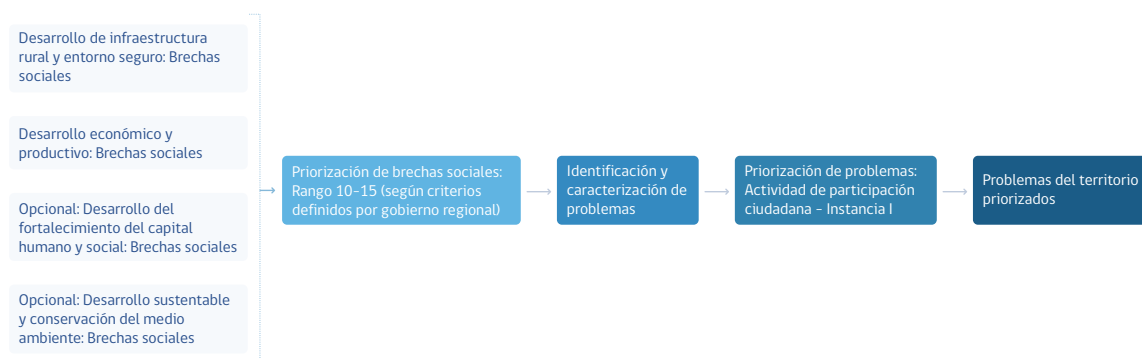 Desarrollo de infraestructura
rural y entorno seguro: Brechas
sociales
Desarrollo económico y
productivo: Brechas sociales
Opcional: Desarrollo del
fortalecimiento del capital
humano y social: Brechas sociales
Opcional: Desarrollo sustentable
y conservación del medio
ambiente: Brechas sociales
Priorización de brechas sociales:
Rango 10-15 (según criterios
definidos por gobierno regional)
Identificación y
caracterización de
problemas
Priorización de problemas:
Actividad de participación
ciudadana - Instancia I
Problemas del territorio
priorizados